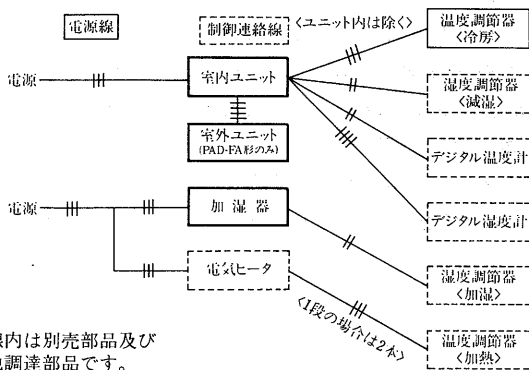 電源線
制御連絡線
<ユニット内は除く>
温度調節器
<冷房>
電源
室内ユニット
湿度調節器
<減湿>
室外ユニット
(PAD-FA形のみ)
デジタル温度計
デジタル湿度計
電源
加湿器
電気ヒータ
湿度調節器
<加湿>
<1段の場合は2本>
温度調節器
<加熱>
線内は別売部品及び
地調達部品です。